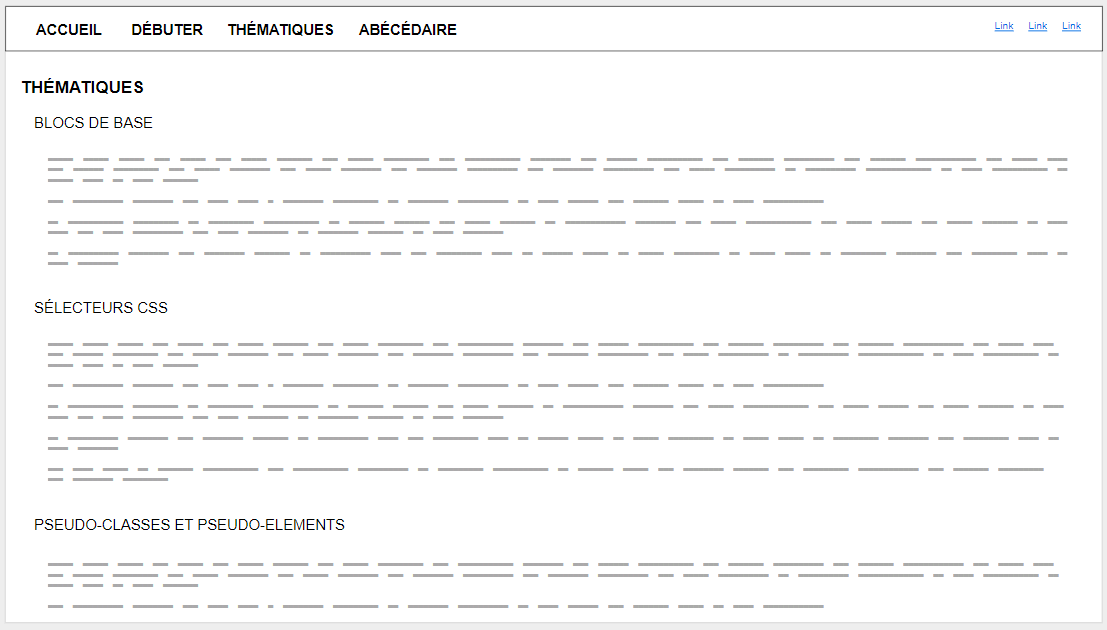 ACCUEIL DÉBUTER THÉMATIQUES ABÉCÉDAIRE Link Link Link
THÉMATIQUES
BLOCS DE BASE
SÉLECTEURS CSS
PSEUDO-CLASSES ET PSEUDO-ELEMENTS